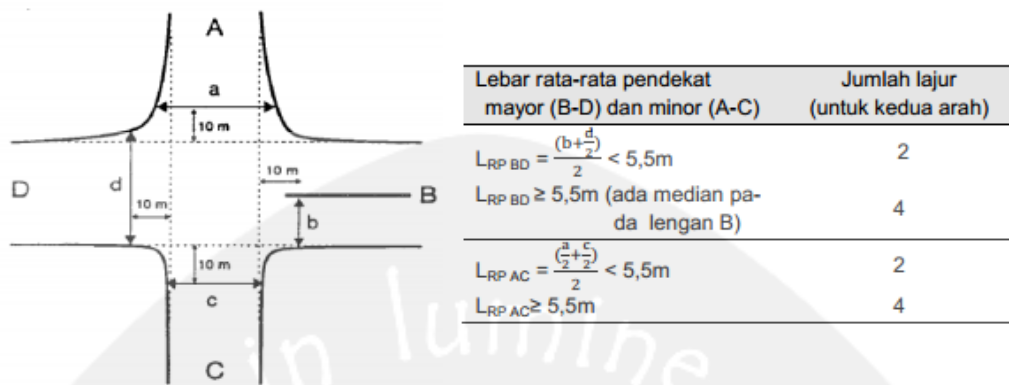 A
a
10 m
D
d
10 m
10 m
B
b
10 m
c
C
Lebar rata-rata pendekat Jumlah lajur
mayor (B-D) dan minor (A-C) (untuk kedua arah)
L_RP BD = (b+d/2)/2 < 5,5m 2
L_RP BD ≥ 5,5m (ada median pa-
da lengan B) 4
L_RP AC = (a/2+c/2)/2 < 5,5m 2
L_RP AC≥ 5,5m 4
in lumine